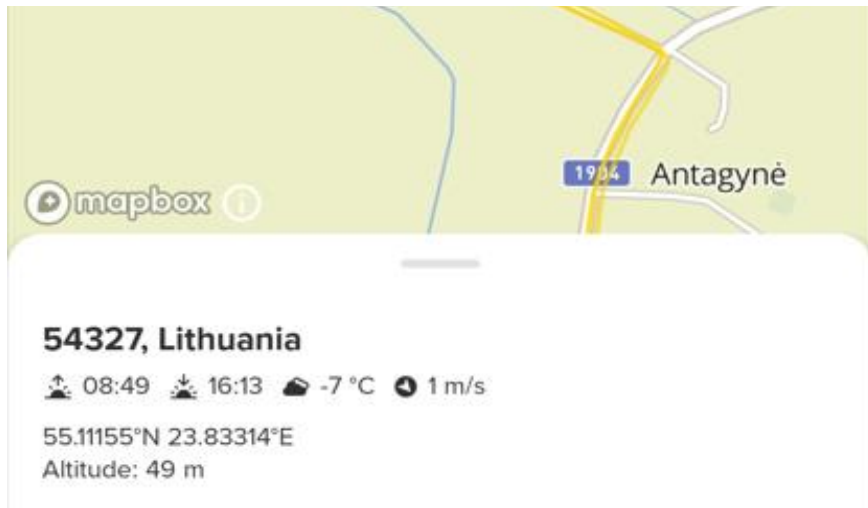 1904
Antagynė
mapbox
54327, Lithuania
08:49 16:13 -7 °C 1 m/s
55.11155°N 23.83314°E
Altitude: 49 m